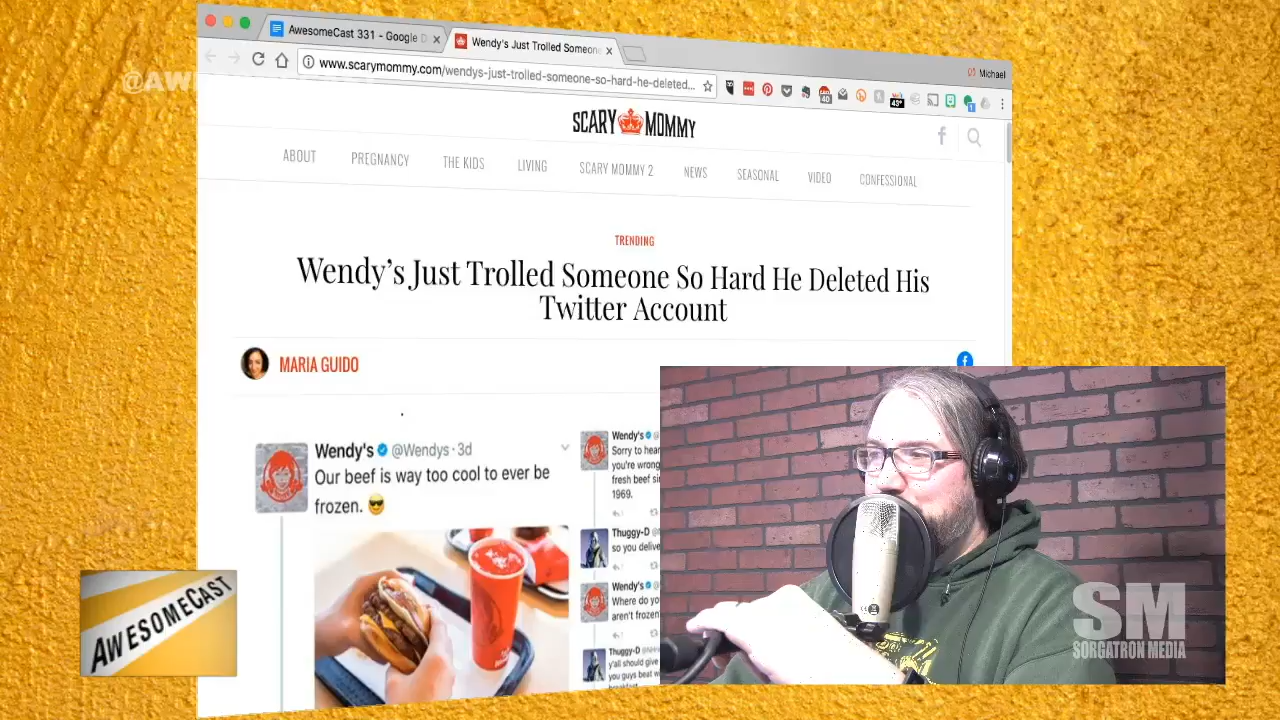 AwesomeCast 331 - Google D
Wendy's Just Trolled Someone
Michael
www.scarymommy.com/wendys-just-trolled-someone-so-hard-he-deleted...
40
43°
@AW
SCARY MOMMY
ABOUT
PREGNANCY
THE KIDS
LIVING
SCARY MOMMY 2
NEWS
SEASONAL
VIDEO
CONFESSIONAL
TRENDING
Wendy's Just Trolled Someone So Hard He Deleted His
Twitter Account
MARIA GUIDO
Wendy's @Wendys · 3d
Our beef is way too cool to ever be
frozen. 😎
Wendy's
Sorry to hear
you're wrong
fresh beef si
1969.
Thuggy-D
so you delive
Wendy's
Where do yo
aren't frozen
Thuggy-D
y'all should give
you guys beat
AWESOMECAST
SM
SORGATRON MEDIA